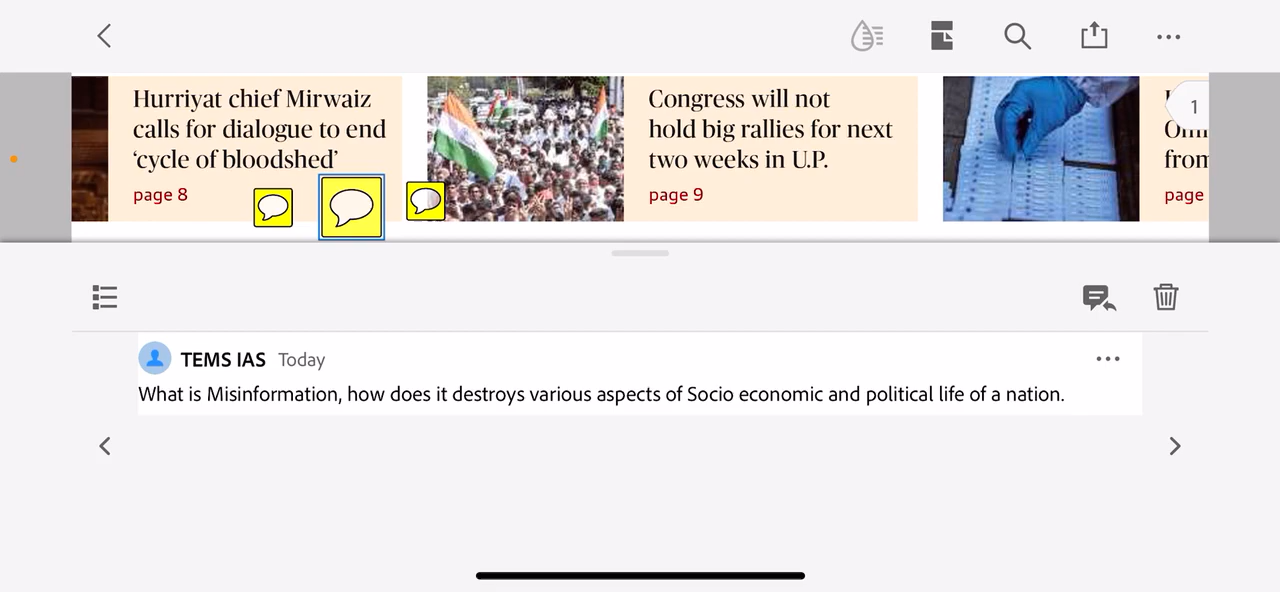 Hurriyat chief Mirwaiz
calls for dialogue to end
‘cycle of bloodshed’
page 8
Congress will not
hold big rallies for next
two weeks in U.P.
page 9
from
page
1
TEMS IAS Today
What is Misinformation, how does it destroys various aspects of Socio economic and political life of a nation.